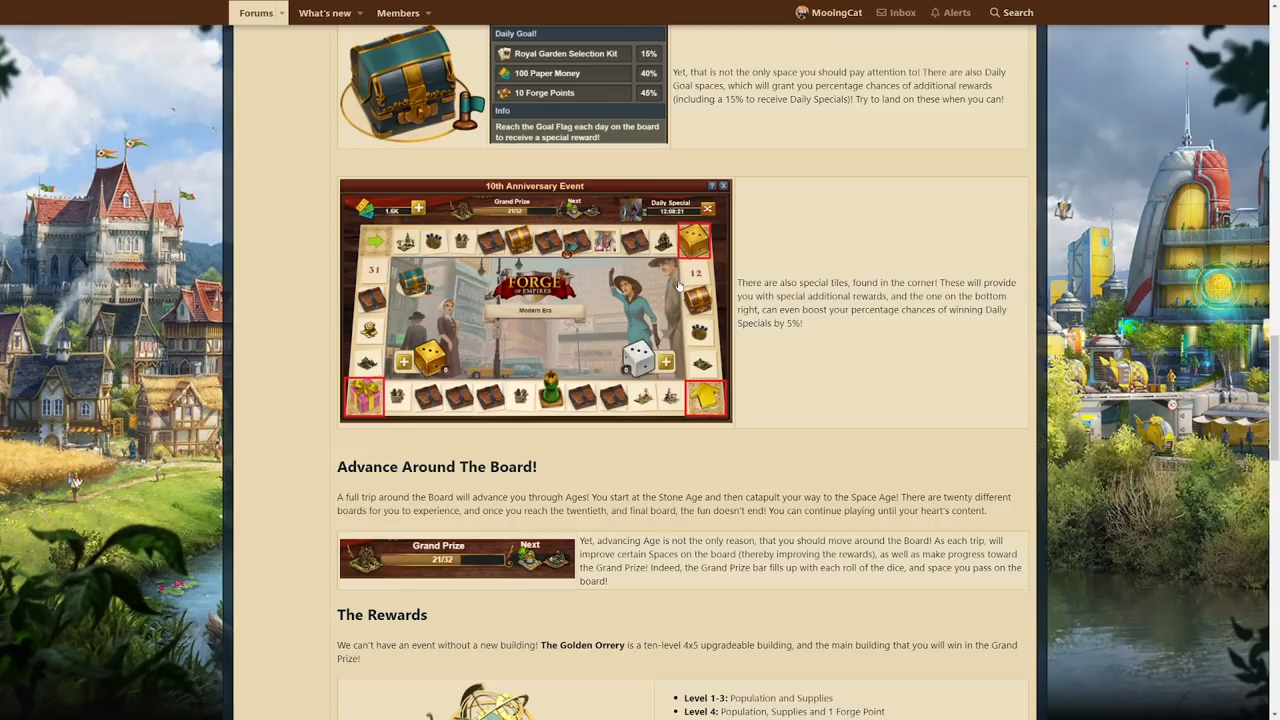 Forums
What's new
Members
MooingCat
Inbox
Alerts
Search
Daily Goal!
Royal Garden Selection Kit 15%
100 Paper Money 40%
10 Forge Points 45%
Info
Reach the Goal Flag each day on the board
to receive a special reward!
Yet, that is not the only space you should pay attention to! There are also Daily
Goal spaces, which will grant you percentage chances of additional rewards
(including a 15% to receive Daily Specials)! Try to land on these when you can!
10th Anniversary Event
? X
1.6K
Grand Prize
21/32
Next
Daily Special
12:08:21
31
12
FORGE
OF EMPIRES
Modern Era
0
0
There are also special tiles, found in the corner! These will provide
you with special additional rewards, and the one on the bottom
right, can even boost your percentage chances of winning Daily
Specials by 5%!
Advance Around The Board!
A full trip around the Board will advance you through Ages! You start at the Stone Age and then catapult your way to the Space Age! There are twenty different
boards for you to experience, and once you reach the twentieth, and final board, the fun doesn't end! You can continue playing until your heart's content.
Grand Prize
21/32
Next
Yet, advancing Age is not the only reason, that you should move around the Board! As each trip, will
improve certain Spaces on the board (thereby improving the rewards), as well as make progress toward
the Grand Prize! Indeed, the Grand Prize bar fills up with each roll of the dice, and space you pass on the
board!
The Rewards
We can't have an event without a new building! The Golden Orrery is a ten-level 4x5 upgradeable building, and the main building that you will win in the Grand
Prize!
Level 1-3: Population and Supplies
Level 4: Population, Supplies and 1 Forge Point